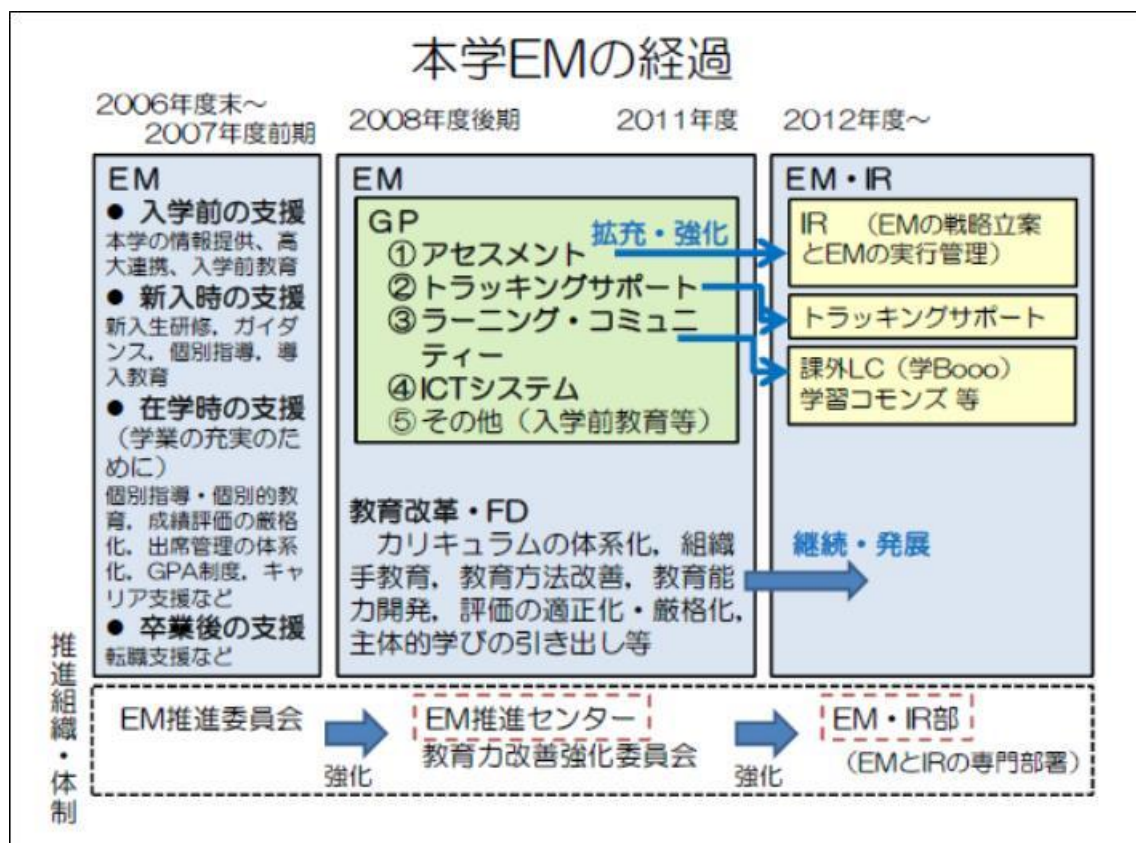 本学EMの経過
2006年度末～
2007年度前期
2008年度後期
2011年度
2012年度～
EM
● 入学前の支援
本学の情報提供、高
大連携、入学前教育
● 新入時の支援
新入生研修，ガイダ
ンス，個別指導，導
入教育
● 在学時の支援
（学業の充実のた
めに）
個別指導・個別的教
育，成績評価の厳格
化，出席管理の体系
化，GPA制度，キャ
リア支援など
● 卒業後の支援
転職支援など
EM
GP
①アセスメント
拡充・強化
②トラッキングサポート
③ラーニング・コミュニ
ティー
④ICTシステム
⑤その他（入学前教育等）
教育改革・FD
カリキュラムの体系化，組織
手教育，教育方法改善，教育能
力開発，評価の適正化・厳格化，
主体的学びの引き出し等
EM・IR
IR （EMの戦略立案
とEMの実行管理）
トラッキングサポート
課外LC（学Booo）
学習コモンズ 等
継続・発展
推進組織・体制
EM推進委員会
強化
EM推進センター
教育力改善強化委員会
強化
EM・IR部
（EMとIRの専門部署）